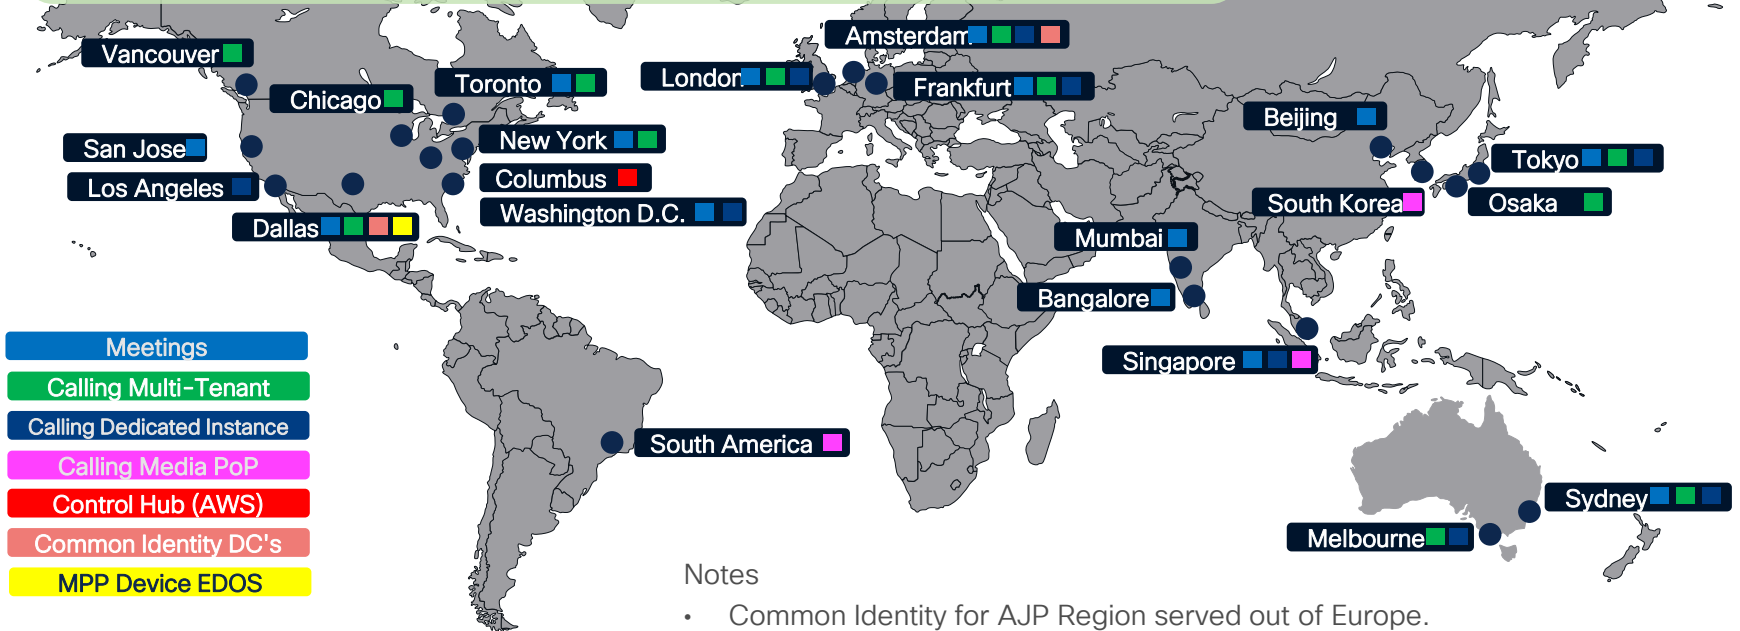 Amsterdam
Vancouver
London
Toronto
Frankfurt
Chicago
Beijing
New York
San Jose
Tokyo
Columbus
Los Angeles
South Korea
Osaka
Washington D.C.
Dallas
Mumbai
Bangalore
Meetings
Singapore
Calling Multi-Tenant
Calling Dedicated Instance
South America
Calling Media PoP
Control Hub (AWS)
Sydney
Melbourne
Common Identity DC's
MPP Device EDOS
Notes
• Common Identity for AJP Region served out of Europe.